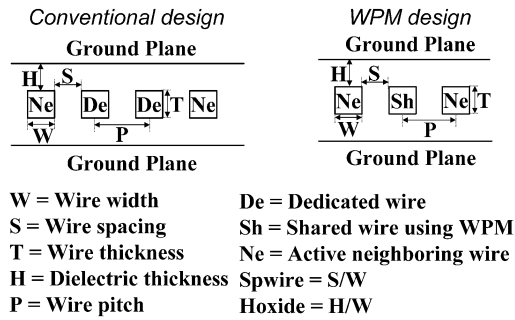 Conventional design
Ground Plane
H
S
Ne
De
De
T
Ne
W
P
Ground Plane
WPM design
Ground Plane
H
S
Ne
Sh
Ne
T
W
P
Ground Plane
W = Wire width
S = Wire spacing
T = Wire thickness
H = Dielectric thickness
P = Wire pitch
De = Dedicated wire
Sh = Shared wire using WPM
Ne = Active neighboring wire
Spwire = S/W
Hoxide = H/W